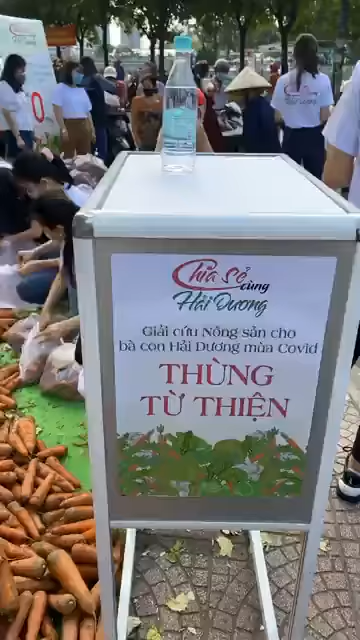 Chia sẻ
cùng
Hải Dương
Giải cứu Nông sản cho
bà con Hải Dương mùa Covid
THÙNG
TỪ THIỆN